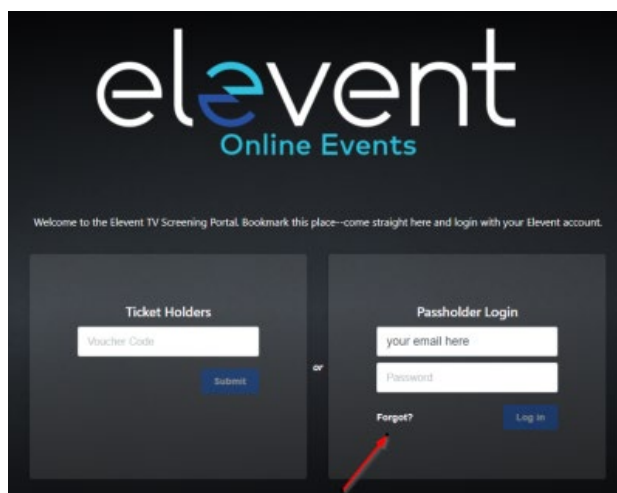 elevent
Online Events
Welcome to the Elevent TV Screening Portal. Bookmark this place--come straight here and login with your Elevent account.
Ticket Holders
Voucher Code
Submit
or
Passholder Login
your email here
Password
Forgot?
Log in